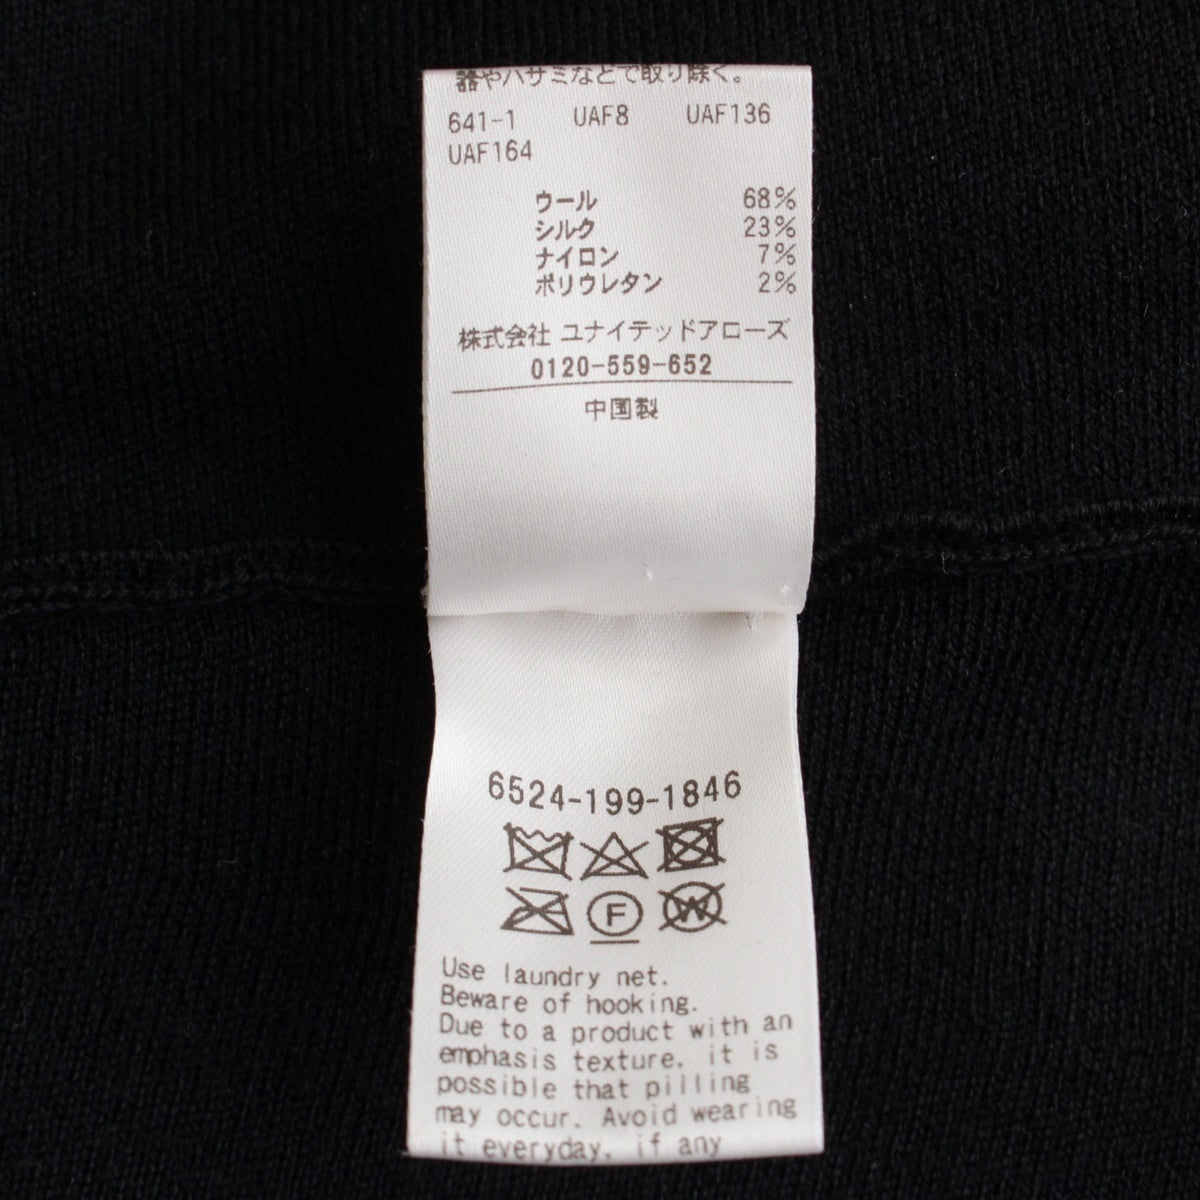 器やハサミなどで取り除く。
641-1 UAF8 UAF136
UAF164
ウール 68%
シルク 23%
ナイロン 7%
ポリウレタン 2%
株式会社 ユナイテッドアローズ
0120-559-652
中国製
6524-199-1846
F W
Use laundry net.
Beware of hooking.
Due to a product with an
emphasis texture, it is
possible that pilling
may occur. Avoid wearing
it everyday, if any